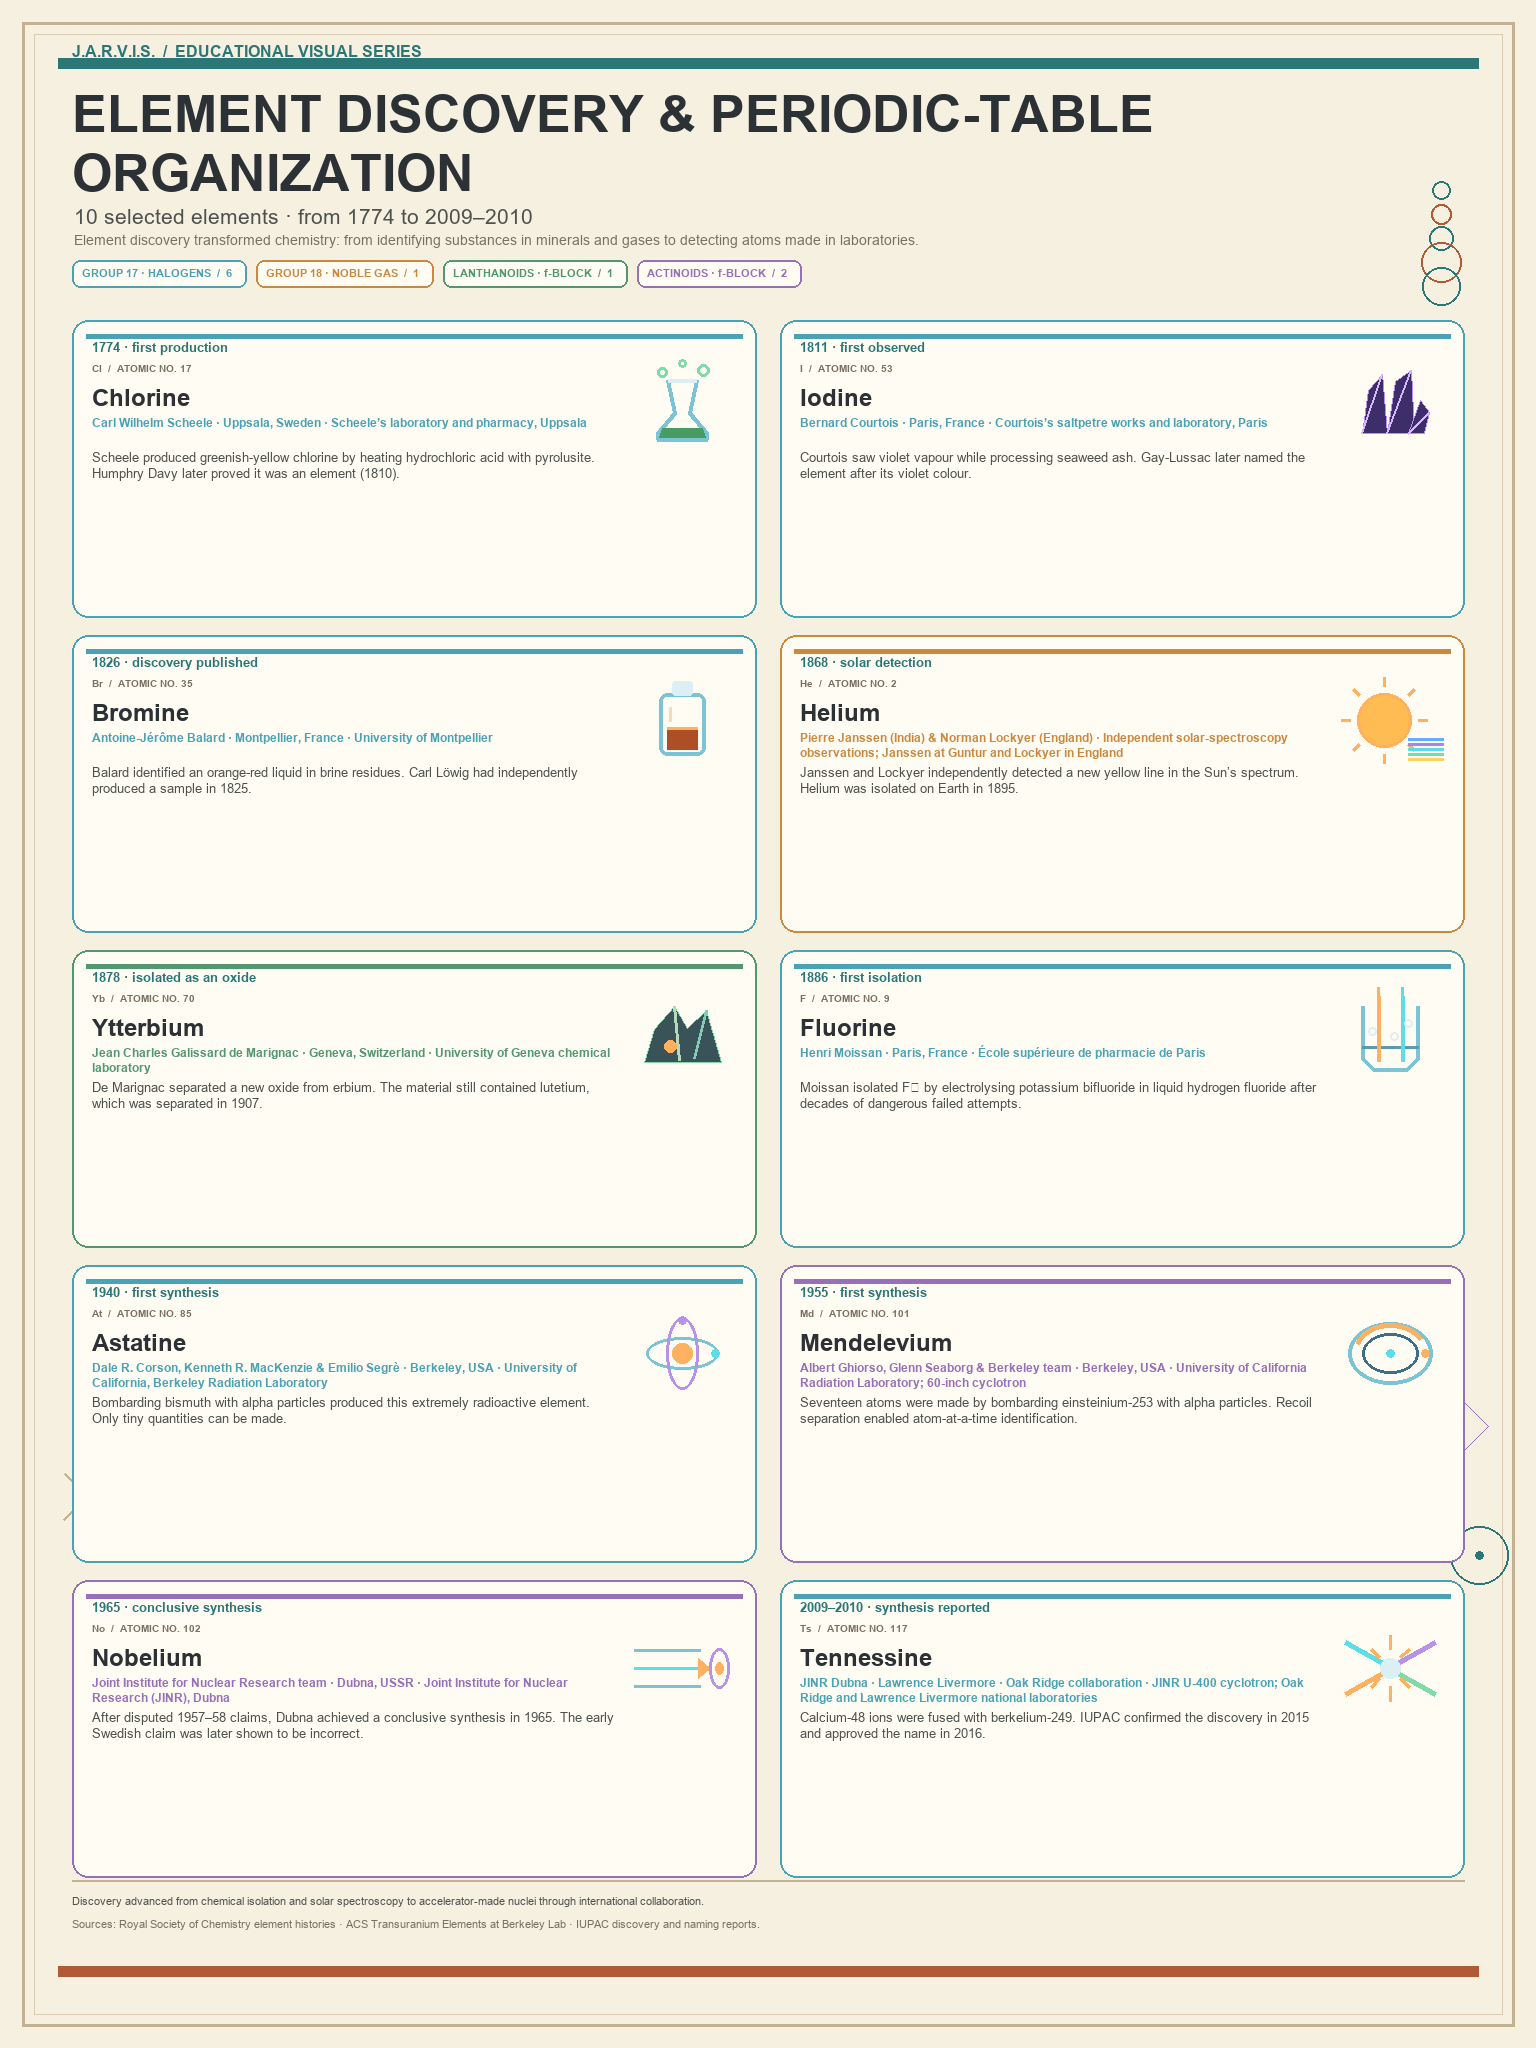 J.A.R.V.I.S. / EDUCATIONAL VISUAL SERIES
ELEMENT DISCOVERY & PERIODIC-TABLE
ORGANIZATION
10 selected elements · from 1774 to 2009–2010
Element discovery transformed chemistry: from identifying substances in minerals and gases to detecting atoms made in laboratories.
GROUP 17 · HALOGENS / 6
GROUP 18 · NOBLE GAS / 1
LANTHANOIDS · f-BLOCK / 1
ACTINOIDS · f-BLOCK / 2
1774 · first production
Cl / ATOMIC NO. 17
Chlorine
Carl Wilhelm Scheele · Uppsala, Sweden · Scheele's laboratory and pharmacy, Uppsala
Scheele produced greenish-yellow chlorine by heating hydrochloric acid with pyrolusite.
Humphry Davy later proved it was an element (1810).
1811 · first observed
I / ATOMIC NO. 53
Iodine
Bernard Courtois · Paris, France · Courtois's saltpetre works and laboratory, Paris
Courtois saw violet vapour while processing seaweed ash. Gay-Lussac later named the
element after its violet colour.
1826 · discovery published
Br / ATOMIC NO. 35
Bromine
Antoine-Jérôme Balard · Montpellier, France · University of Montpellier
Balard identified an orange-red liquid in brine residues. Carl Löwig had independently
produced a sample in 1825.
1868 · solar detection
He / ATOMIC NO. 2
Helium
Pierre Janssen (India) & Norman Lockyer (England) · Independent solar-spectroscopy
observations; Janssen at Guntur and Lockyer in England
Janssen and Lockyer independently detected a new yellow line in the Sun's spectrum.
Helium was isolated on Earth in 1895.
1878 · isolated as an oxide
Yb / ATOMIC NO. 70
Ytterbium
Jean Charles Galissard de Marignac · Geneva, Switzerland · University of Geneva chemical
laboratory
De Marignac separated a new oxide from erbium. The material still contained lutetium,
which was separated in 1907.
1886 · first isolation
F / ATOMIC NO. 9
Fluorine
Henri Moissan · Paris, France · École supérieure de pharmacie de Paris
Moissan isolated F□ by electrolysing potassium bifluoride in liquid hydrogen fluoride after
decades of dangerous failed attempts.
1940 · first synthesis
At / ATOMIC NO. 85
Astatine
Dale R. Corson, Kenneth R. MacKenzie & Emilio Segrè · Berkeley, USA · University of
California, Berkeley Radiation Laboratory
Bombarding bismuth with alpha particles produced this extremely radioactive element.
Only tiny quantities can be made.
1955 · first synthesis
Md / ATOMIC NO. 101
Mendelevium
Albert Ghiorso, Glenn Seaborg & Berkeley team · Berkeley, USA · University of California
Radiation Laboratory; 60-inch cyclotron
Seventeen atoms were made by bombarding einsteinium-253 with alpha particles. Recoil
separation enabled atom-at-a-time identification.
1965 · conclusive synthesis
No / ATOMIC NO. 102
Nobelium
Joint Institute for Nuclear Research team · Dubna, USSR · Joint Institute for Nuclear
Research (JINR), Dubna
After disputed 1957–58 claims, Dubna achieved a conclusive synthesis in 1965. The early
Swedish claim was later shown to be incorrect.
2009–2010 · synthesis reported
Ts / ATOMIC NO. 117
Tennessine
JINR Dubna · Lawrence Livermore · Oak Ridge collaboration · JINR U-400 cyclotron; Oak
Ridge and Lawrence Livermore national laboratories
Calcium-48 ions were fused with berkelium-249. IUPAC confirmed the discovery in 2015
and approved the name in 2016.
Discovery advanced from chemical isolation and solar spectroscopy to accelerator-made nuclei through international collaboration.
Sources: Royal Society of Chemistry element histories · ACS Transuranium Elements at Berkeley Lab · IUPAC discovery and naming reports.